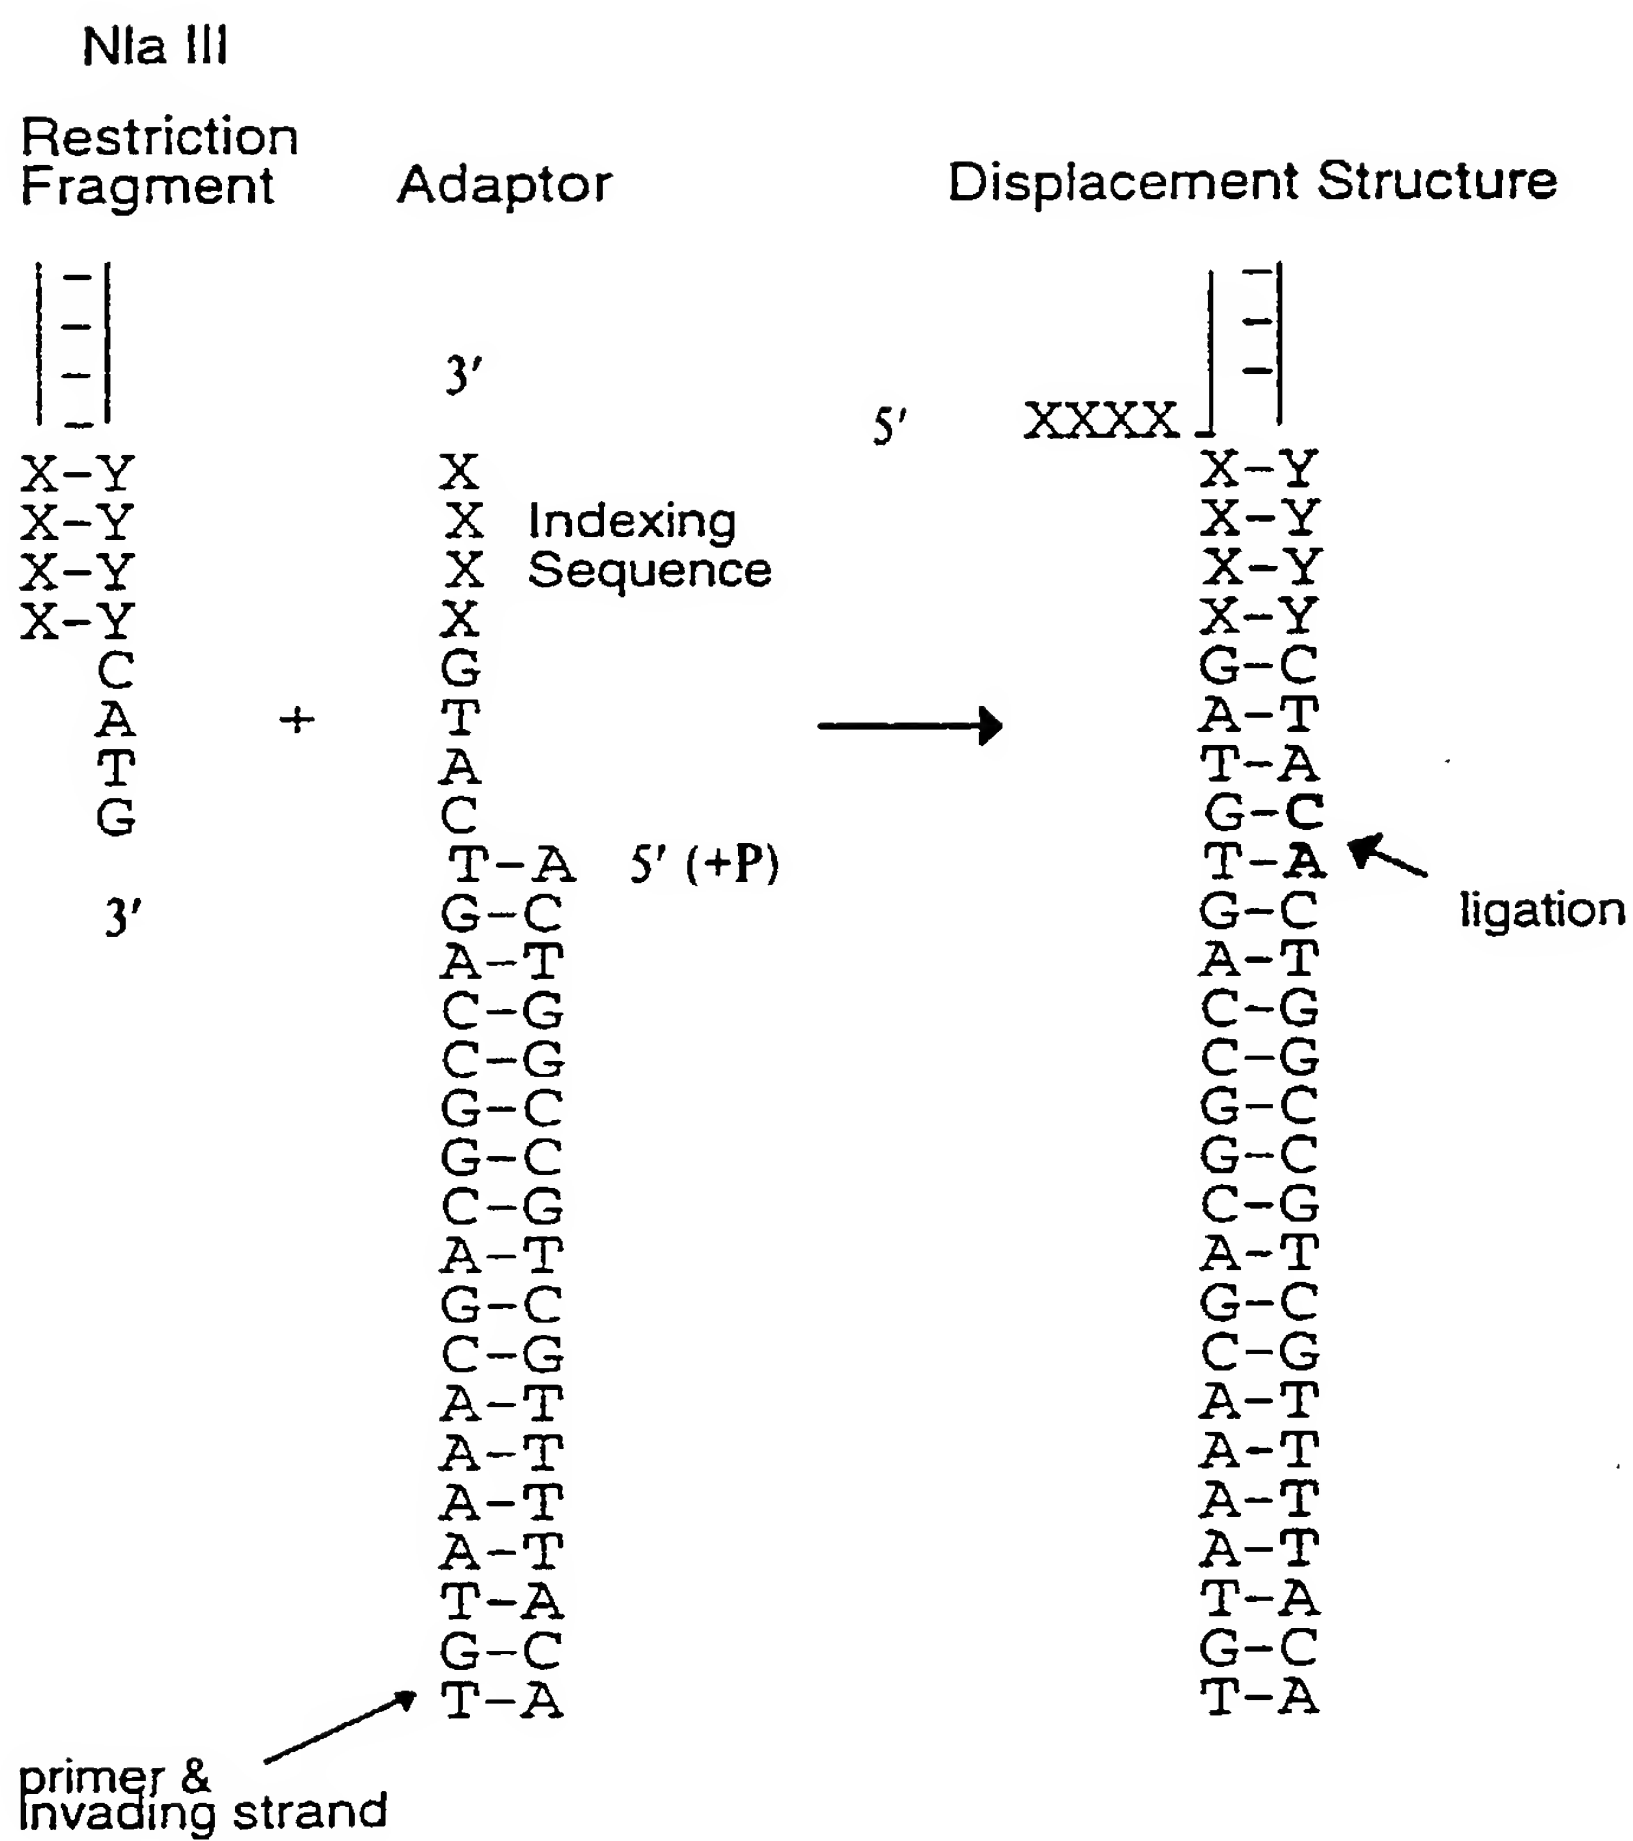 Nla III
Restriction
Fragment
Adaptor
Displacement Structure
3'
5' XXXX
X-Y X X-Y
X-Y X Indexing X-Y
X-Y X Sequence X-Y
X-Y X X-Y
C G G-C
A + T A-T
T A T-A
G C G-C
T-A 5' (+P) T-A
3' G-C G-C ligation
A-T A-T
C-G C-G
C-G C-G
G-C G-C
G-C G-C
C-G C-G
A-T A-T
G-C G-C
C-G C-G
A-T A-T
A-T A-T
A-T A-T
A-T A-T
T-A T-A
G-C G-C
T-A T-A
primer &
invading strand